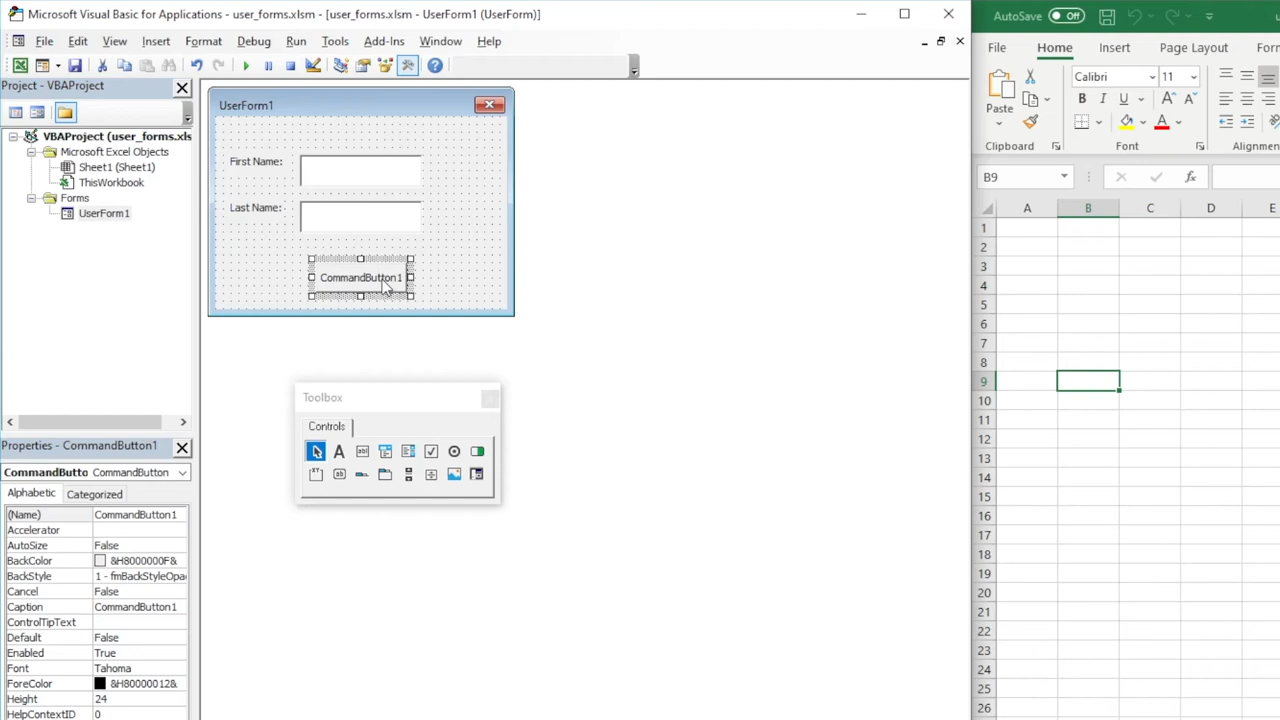 Microsoft Visual Basic for Applications - user_forms.xlsm - [user_forms.xlsm - UserForm1 (UserForm)]
File Edit View Insert Format Debug Run Tools Add-Ins Window Help
Project - VBAProject
VBAProject (user_forms.xls
Microsoft Excel Objects
Sheet1 (Sheet1)
ThisWorkbook
Forms
UserForm1
Properties - CommandButton1
CommandButto CommandButton
Alphabetic Categorized
(Name) CommandButton1
Accelerator
AutoSize False
BackColor &H8000000F&
BackStyle 1 - fmBackStyleOpa
Cancel False
Caption CommandButton1
ControlTipText
Default False
Enabled True
Font Tahoma
ForeColor &H80000012&
Height 24
HelpContextID 0
UserForm1
First Name:
Last Name:
CommandButton1
Toolbox
Controls
AutoSave Off
File Home Insert Page Layout
Paste
Calibri 11
B I U
Clipboard Font
B9 fx
A B C D E
1
2
3
4
5
6
7
8
9
10
11
12
13
14
15
16
17
18
19
20
21
22
23
24
25
26